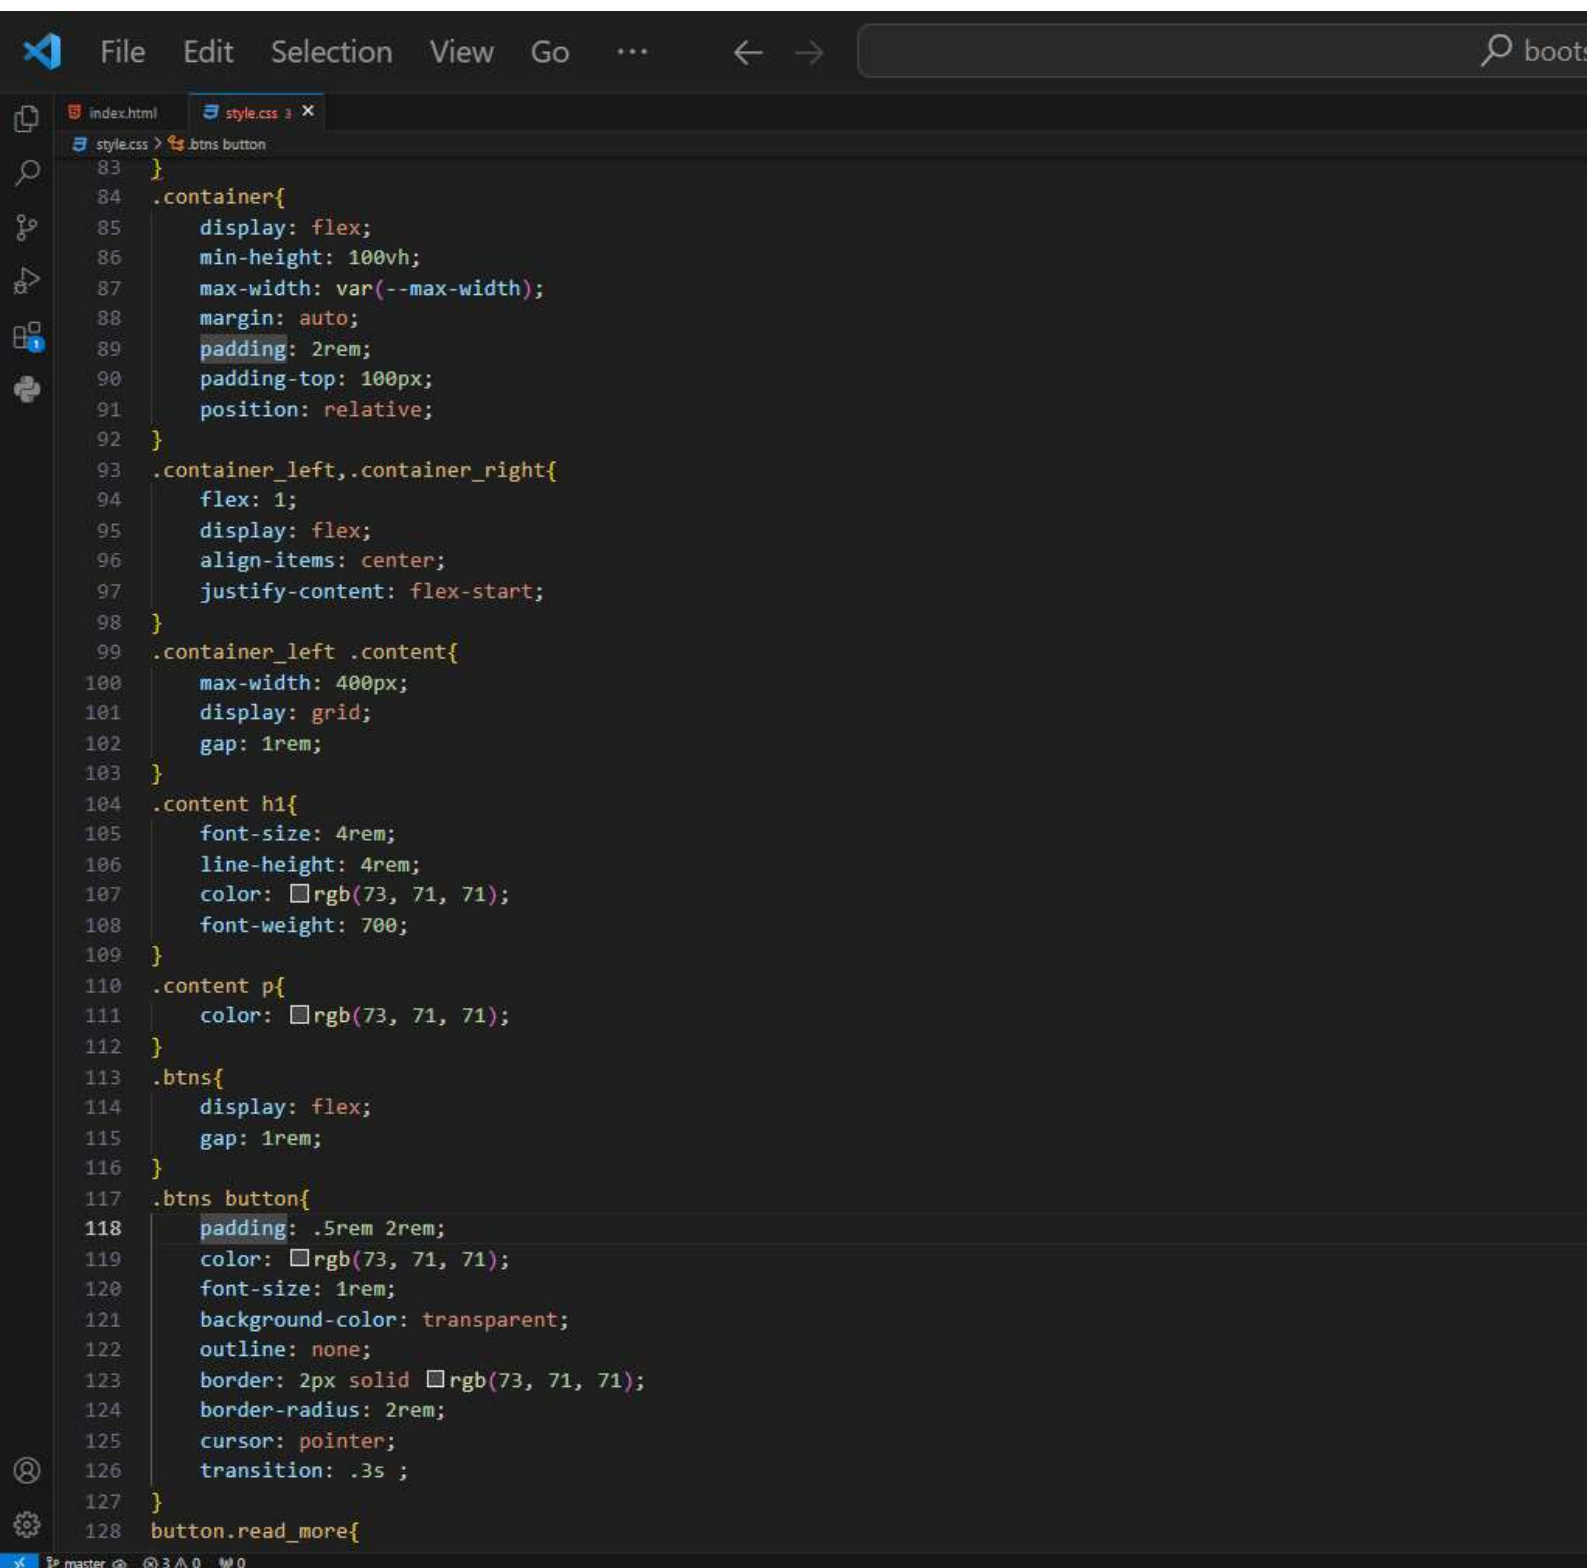 File Edit Selection View Go ··· ← → boots
index.html style.css 3 ×
style.css > .btns button
83 }
84 .container{
85 display: flex;
86 min-height: 100vh;
87 max-width: var(--max-width);
88 margin: auto;
89 padding: 2rem;
90 padding-top: 100px;
91 position: relative;
92 }
93 .container_left,.container_right{
94 flex: 1;
95 display: flex;
96 align-items: center;
97 justify-content: flex-start;
98 }
99 .container_left .content{
100 max-width: 400px;
101 display: grid;
102 gap: 1rem;
103 }
104 .content h1{
105 font-size: 4rem;
106 line-height: 4rem;
107 color: rgb(73, 71, 71);
108 font-weight: 700;
109 }
110 .content p{
111 color: rgb(73, 71, 71);
112 }
113 .btns{
114 display: flex;
115 gap: 1rem;
116 }
117 .btns button{
118 padding: .5rem 2rem;
119 color: rgb(73, 71, 71);
120 font-size: 1rem;
121 background-color: transparent;
122 outline: none;
123 border: 2px solid rgb(73, 71, 71);
124 border-radius: 2rem;
125 cursor: pointer;
126 transition: .3s ;
127 }
128 button.read_more{
1
master 3 0 0